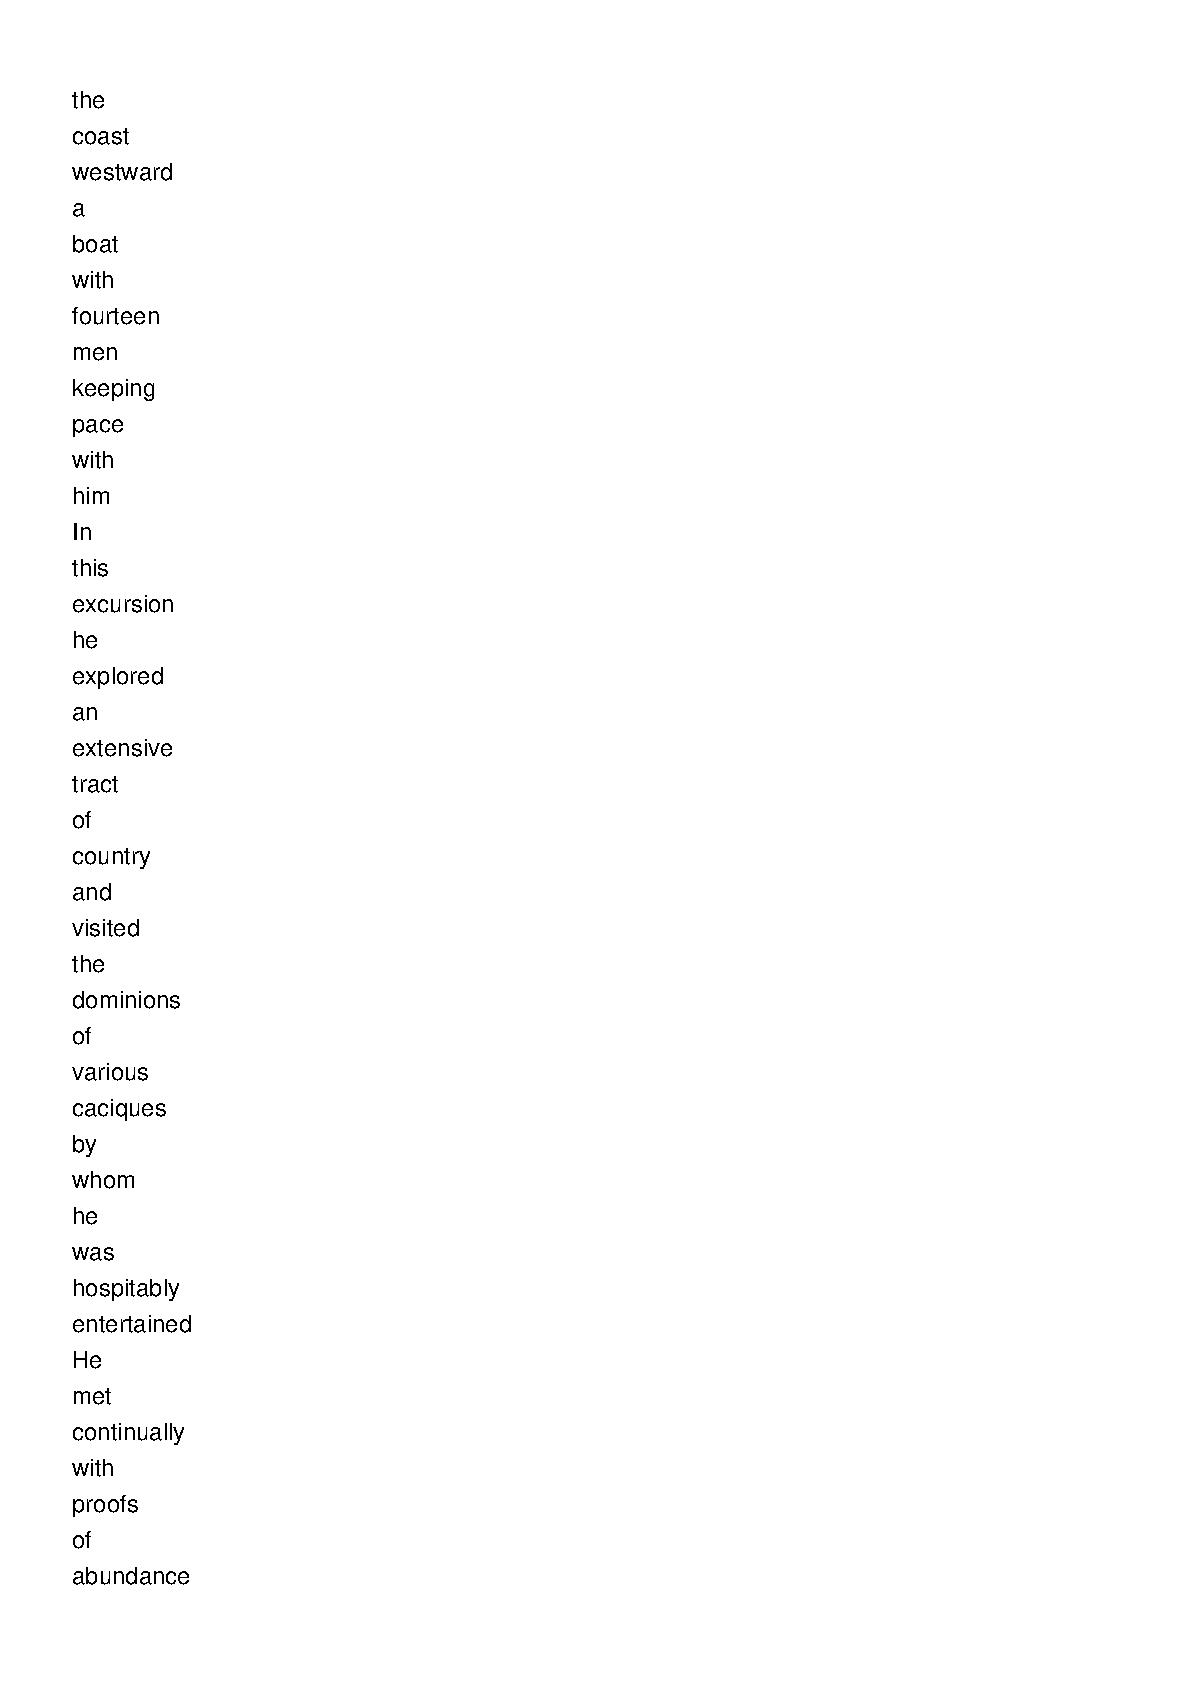 the
coast
westward
a
boat
with
fourteen
men
keeping
pace
with
him
In
this
excursion
he
explored
an
extensive
tract
of
country
and
visited
the
dominions
of
various
caciques
by
whom
he
was
hospitably
entertained
He
met
continually
with
proofs
of
abundance